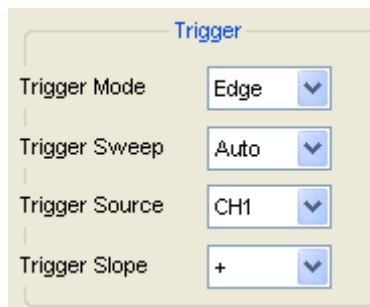 Trigger
Trigger Mode Edge
Trigger Sweep Auto
Trigger Source CH1
Trigger Slope +